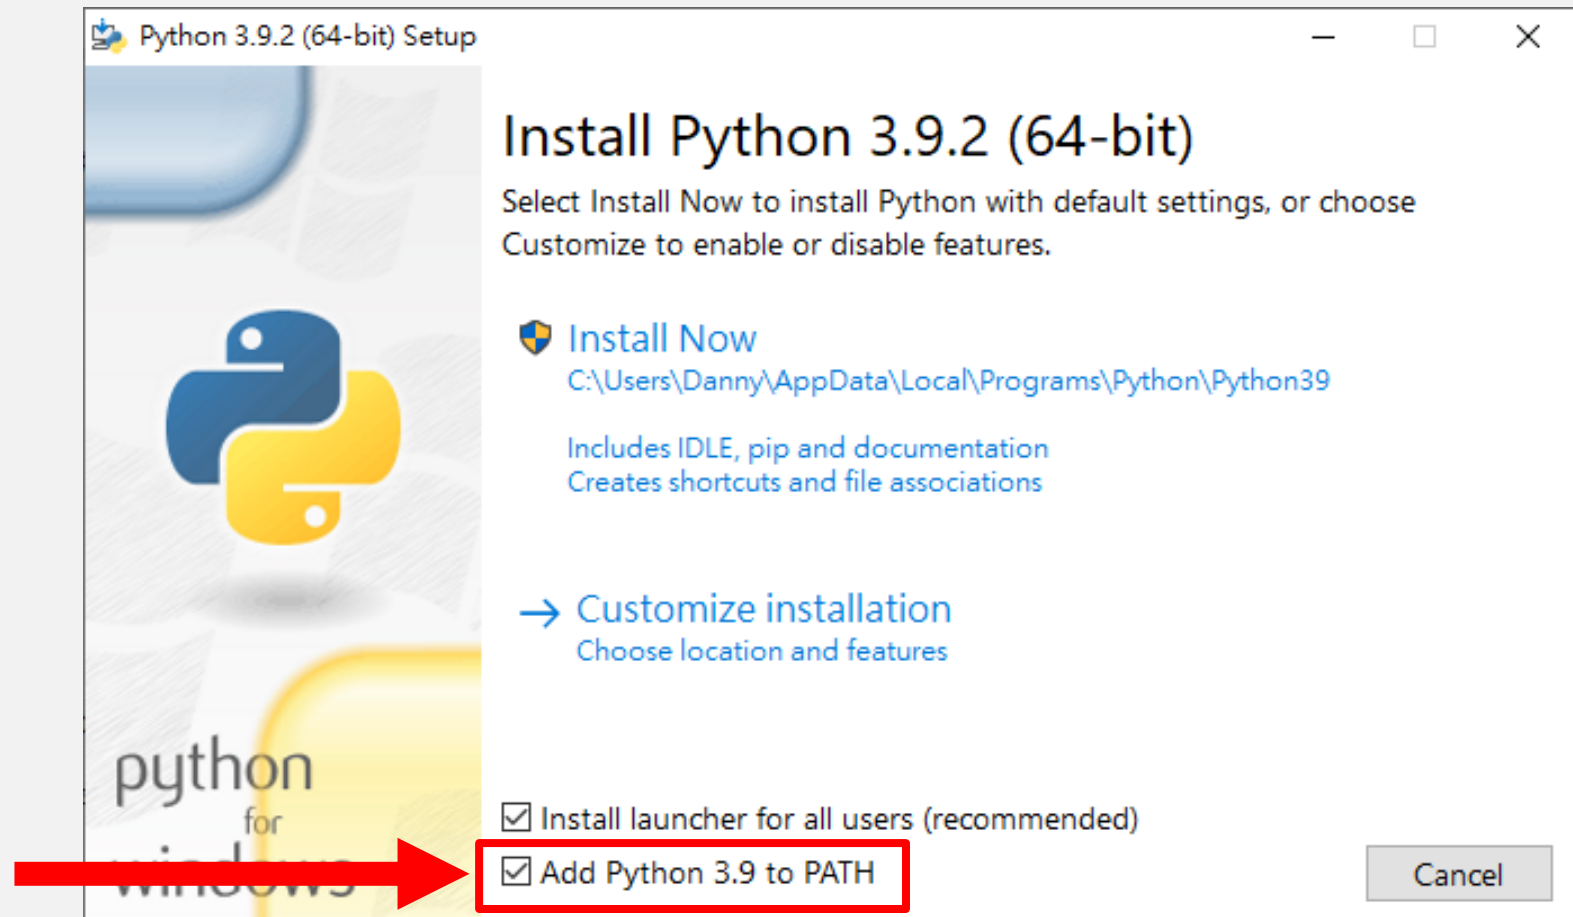 Python 3.9.2 (64-bit) Setup
Install Python 3.9.2 (64-bit)
Select Install Now to install Python with default settings, or choose
Customize to enable or disable features.
Install Now
C:\Users\Danny\AppData\Local\Programs\Python\Python39
Includes IDLE, pip and documentation
Creates shortcuts and file associations
Customize installation
Choose location and features
python
for
windows
Install launcher for all users (recommended)
Add Python 3.9 to PATH
Cancel